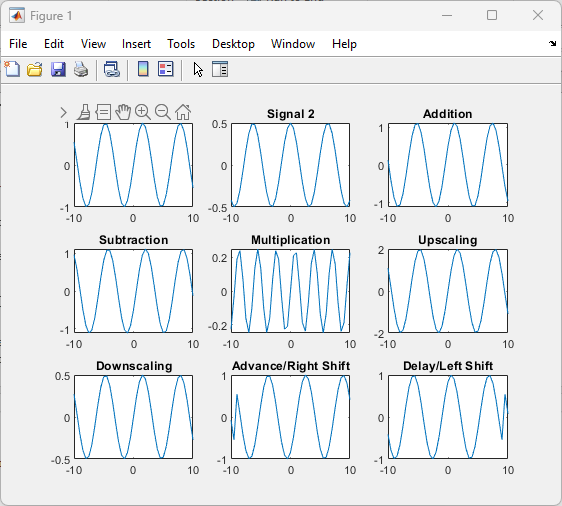 Figure 1
File Edit View Insert Tools Desktop Window Help
Signal 2 Addition
1 0.5 1
0 0 0
-1 -0.5 -1
-10 0 10 -10 0 10 -10 0 10
Subtraction Multiplication Upscaling
1 0.2 2
0 0 0
-1 -0.2 -2
-10 0 10 -10 0 10 -10 0 10
Downscaling Advance/Right Shift Delay/Left Shift
0.5 1 1
0 0 0
-0.5 -1 -1
-10 0 10 -10 0 10 -10 0 10